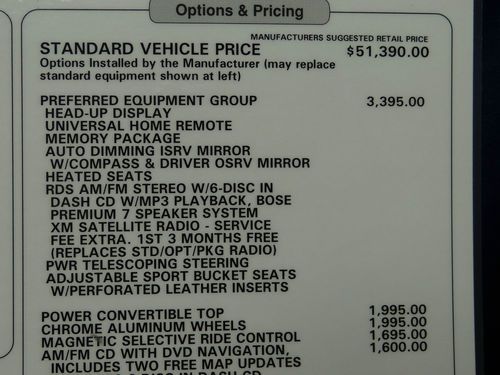 Options & Pricing
MANUFACTURERS SUGGESTED RETAIL PRICE
STANDARD VEHICLE PRICE $51,390.00
Options Installed by the Manufacturer (may replace
standard equipment shown at left)
PREFERRED EQUIPMENT GROUP 3,395.00
HEAD-UP DISPLAY
UNIVERSAL HOME REMOTE
MEMORY PACKAGE
AUTO DIMMING ISRV MIRROR
W/COMPASS & DRIVER OSRV MIRROR
HEATED SEATS
RDS AM/FM STEREO W/6-DISC IN
DASH CD W/MP3 PLAYBACK, BOSE
PREMIUM 7 SPEAKER SYSTEM
XM SATELLITE RADIO - SERVICE
FEE EXTRA. 1ST 3 MONTHS FREE
(REPLACES STD/OPT/PKG RADIO)
PWR TELESCOPING STEERING
ADJUSTABLE SPORT BUCKET SEATS
W/PERFORATED LEATHER INSERTS
POWER CONVERTIBLE TOP 1,995.00
CHROME ALUMINUM WHEELS 1,995.00
MAGNETIC SELECTIVE RIDE CONTROL 1,695.00
AM/FM CD WITH DVD NAVIGATION, 1,600.00
INCLUDES TWO FREE MAP UPDATES